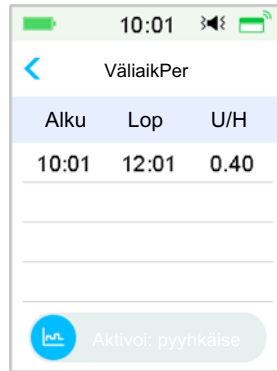 10:01
VäliaikPer
Alku Lop U/H
10:01 12:01 0.40
Aktivoi: pyyhkäise